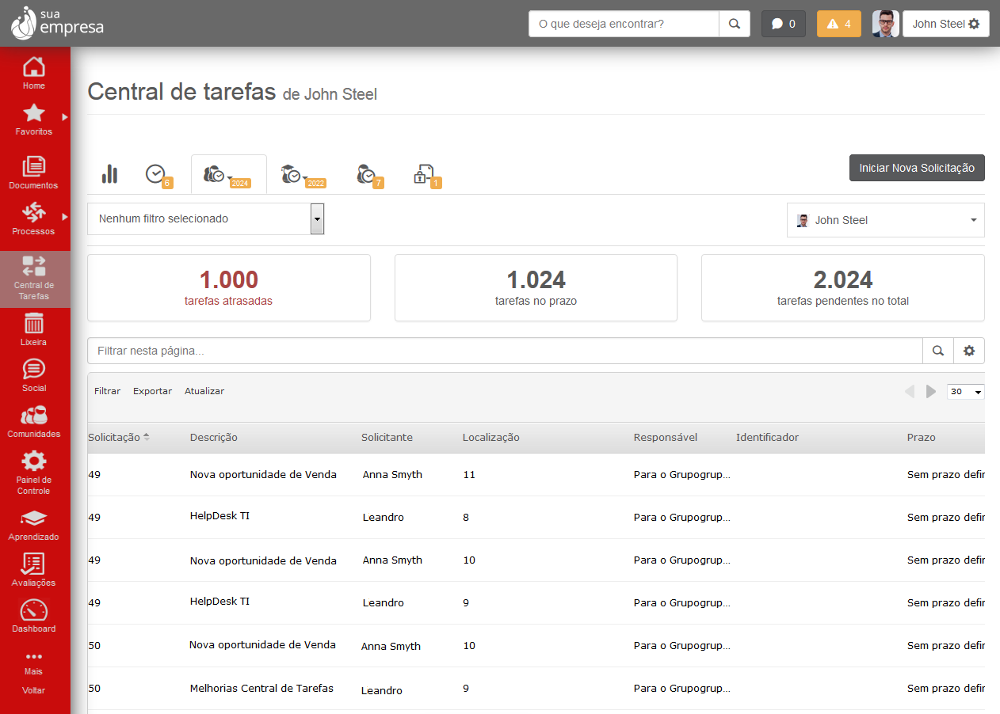 sua
empresa
O que deseja encontrar?
0
4
John Steel
Home
Favoritos
Documentos
Processos
Central de
Tarefas
Lixeira
Social
Comunidades
Painel de
Controle
Aprendizado
Avaliações
Dashboard
Mais
Voltar
Central de tarefas de John Steel
6
2024
2022
7
1
Iniciar Nova Solicitação
Nenhum filtro selecionado
John Steel
1.000
tarefas atrasadas
1.024
tarefas no prazo
2.024
tarefas pendentes no total
Filtrar nesta página...
Filtrar Exportar Atualizar
30
Solicitação Descrição Solicitante Localização Responsável Identificador Prazo
49 Nova oportunidade de Venda Anna Smyth 11 Para o Grupogrup... Sem prazo defir
49 HelpDesk TI Leandro 8 Para o Grupogrup... Sem prazo defir
49 Nova oportunidade de Venda Anna Smyth 10 Para o Grupogrup... Sem prazo defir
49 HelpDesk TI Leandro 9 Para o Grupogrup... Sem prazo defir
50 Nova oportunidade de Venda Anna Smyth 10 Para o Grupogrup... Sem prazo defir
50 Melhorias Central de Tarefas Leandro 9 Para o Grupogrup... Sem prazo defir